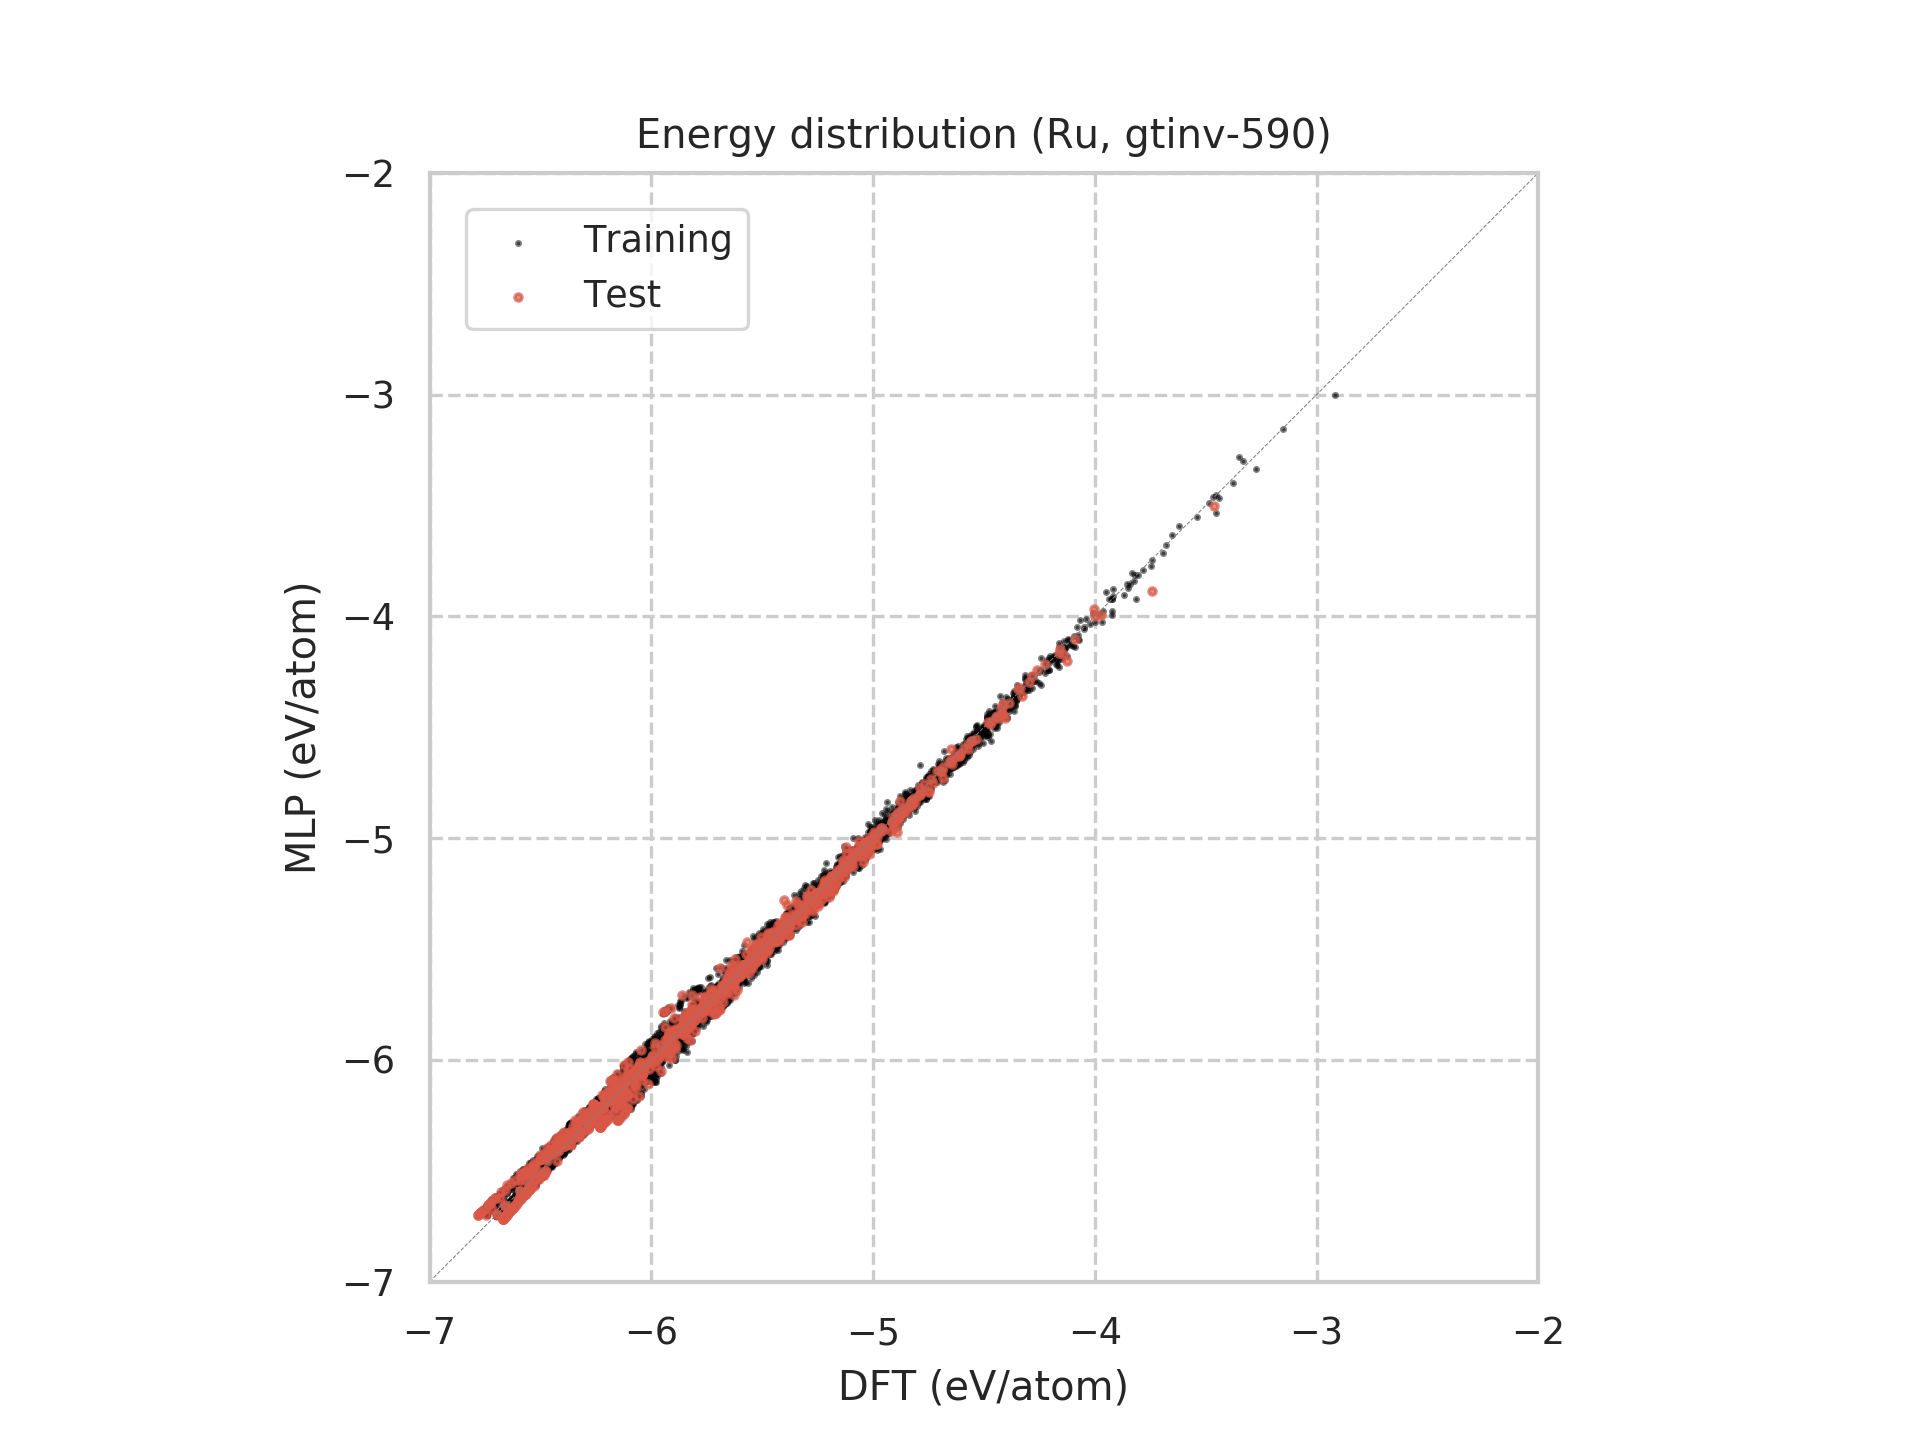 Energy distribution (Ru, gtinv-590)
−2
−3
−4
−5
−6
−7
MLP (eV/atom)
Training
Test
−7 −6 −5 −4 −3 −2
DFT (eV/atom)